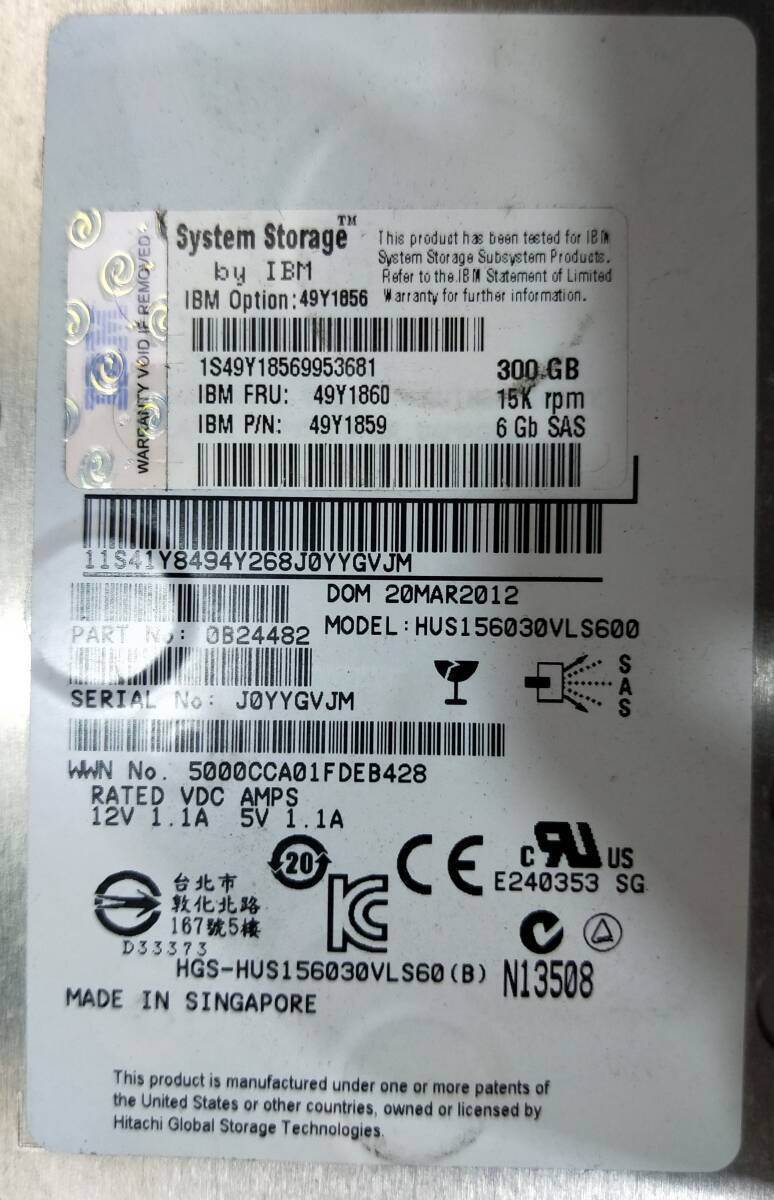 System Storage™
by IBM
IBM Option:49Y1856
This product has been tested for IBM
System Storage Subsystem Products.
Refer to the IBM Statement of Limited
Warranty for further information.
WARRANTY VOID IF REMOVED
IBM
1S49Y18569953681
300 GB
IBM FRU: 49Y1860
15K rpm
IBM P/N: 49Y1859
6 Gb SAS
11S41Y8494Y268J0YYGVJM
DOM 20MAR2012
PART No: 0B24482
MODEL:HUS156030VLS600
SERIAL No: J0YYGVJM
SAS
WWN No. 5000CCA01FDEB428
RATED VDC AMPS
12V 1.1A 5V 1.1A
20
CE
c RU US
E240353 SG
台北市
敦化北路
167號5樓
D33373
KC
HGS-HUS156030VLS60(B)
N13508
MADE IN SINGAPORE
This product is manufactured under one or more patents of
the United States or other countries, owned or licensed by
Hitachi Global Storage Technologies.